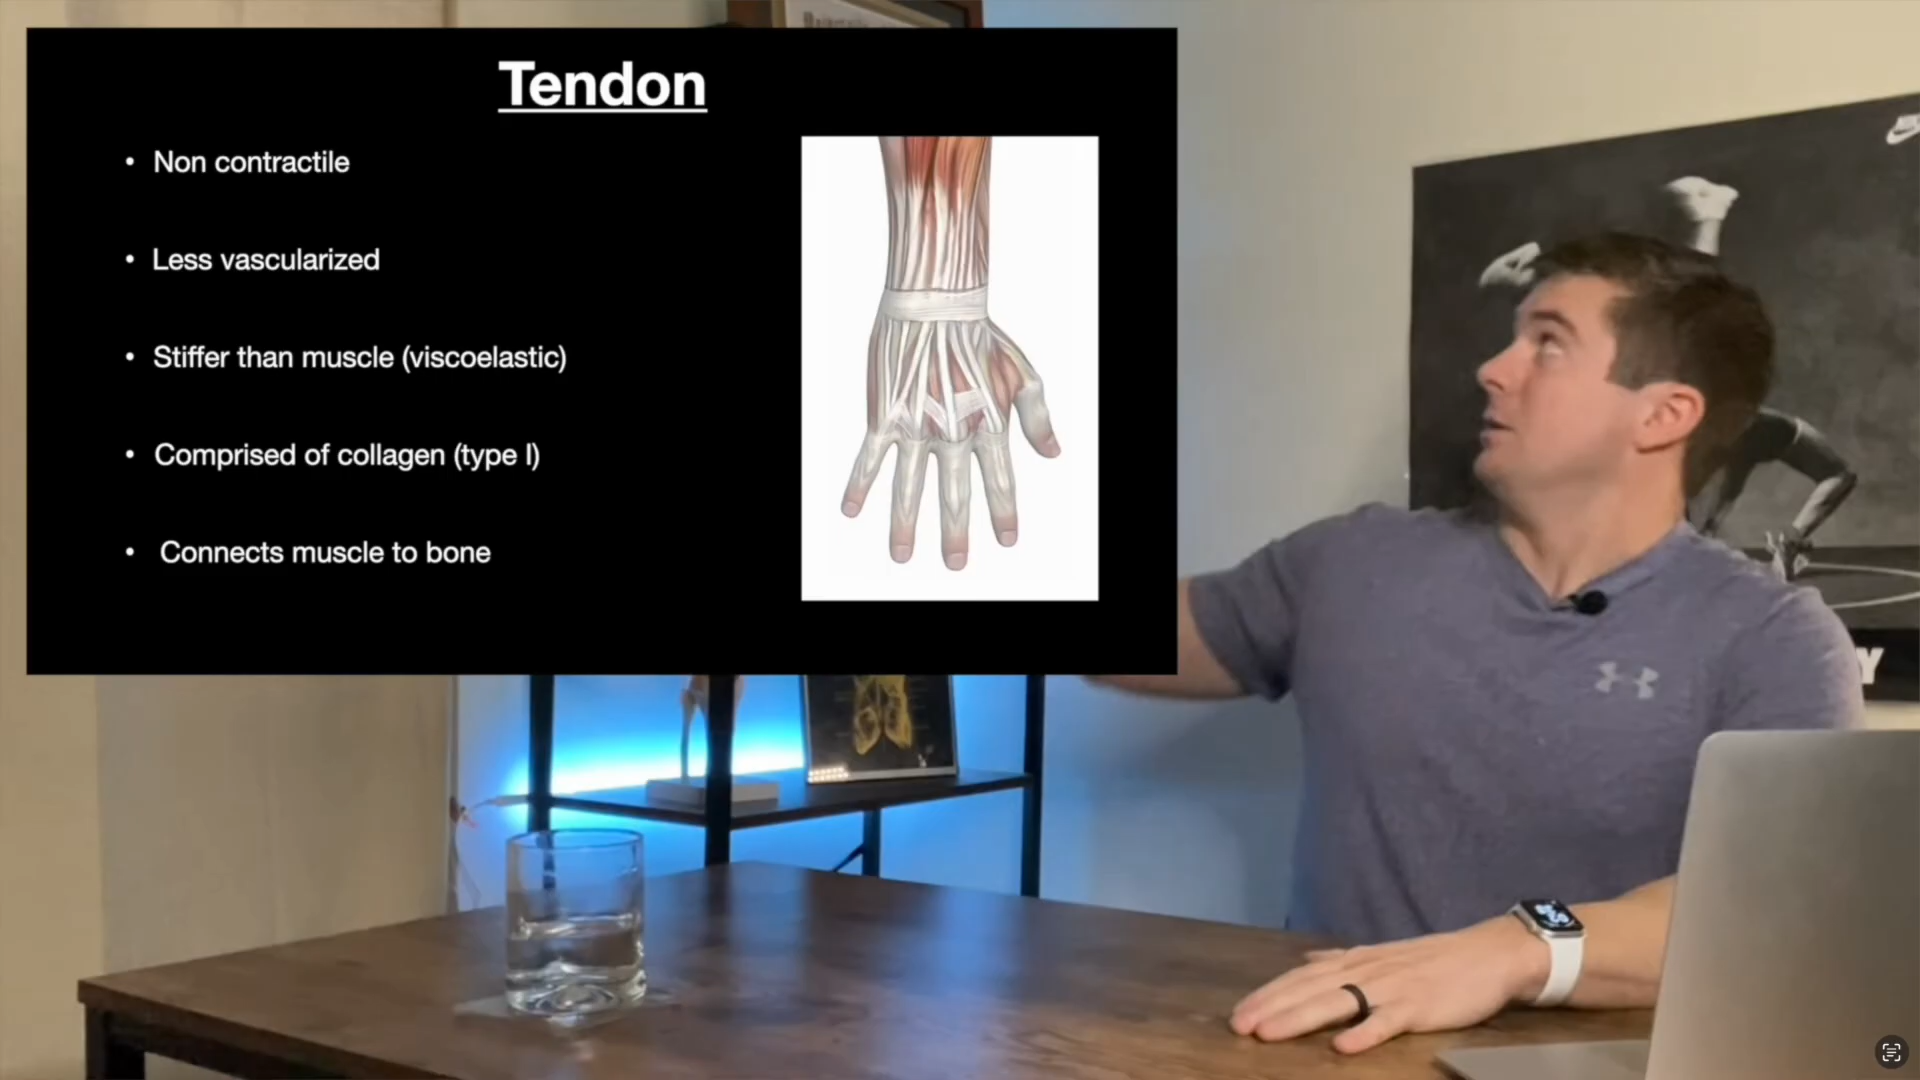 Tendon
• Non contractile
• Less vascularized
• Stiffer than muscle (viscoelastic)
• Comprised of collagen (type I)
• Connects muscle to bone
Y